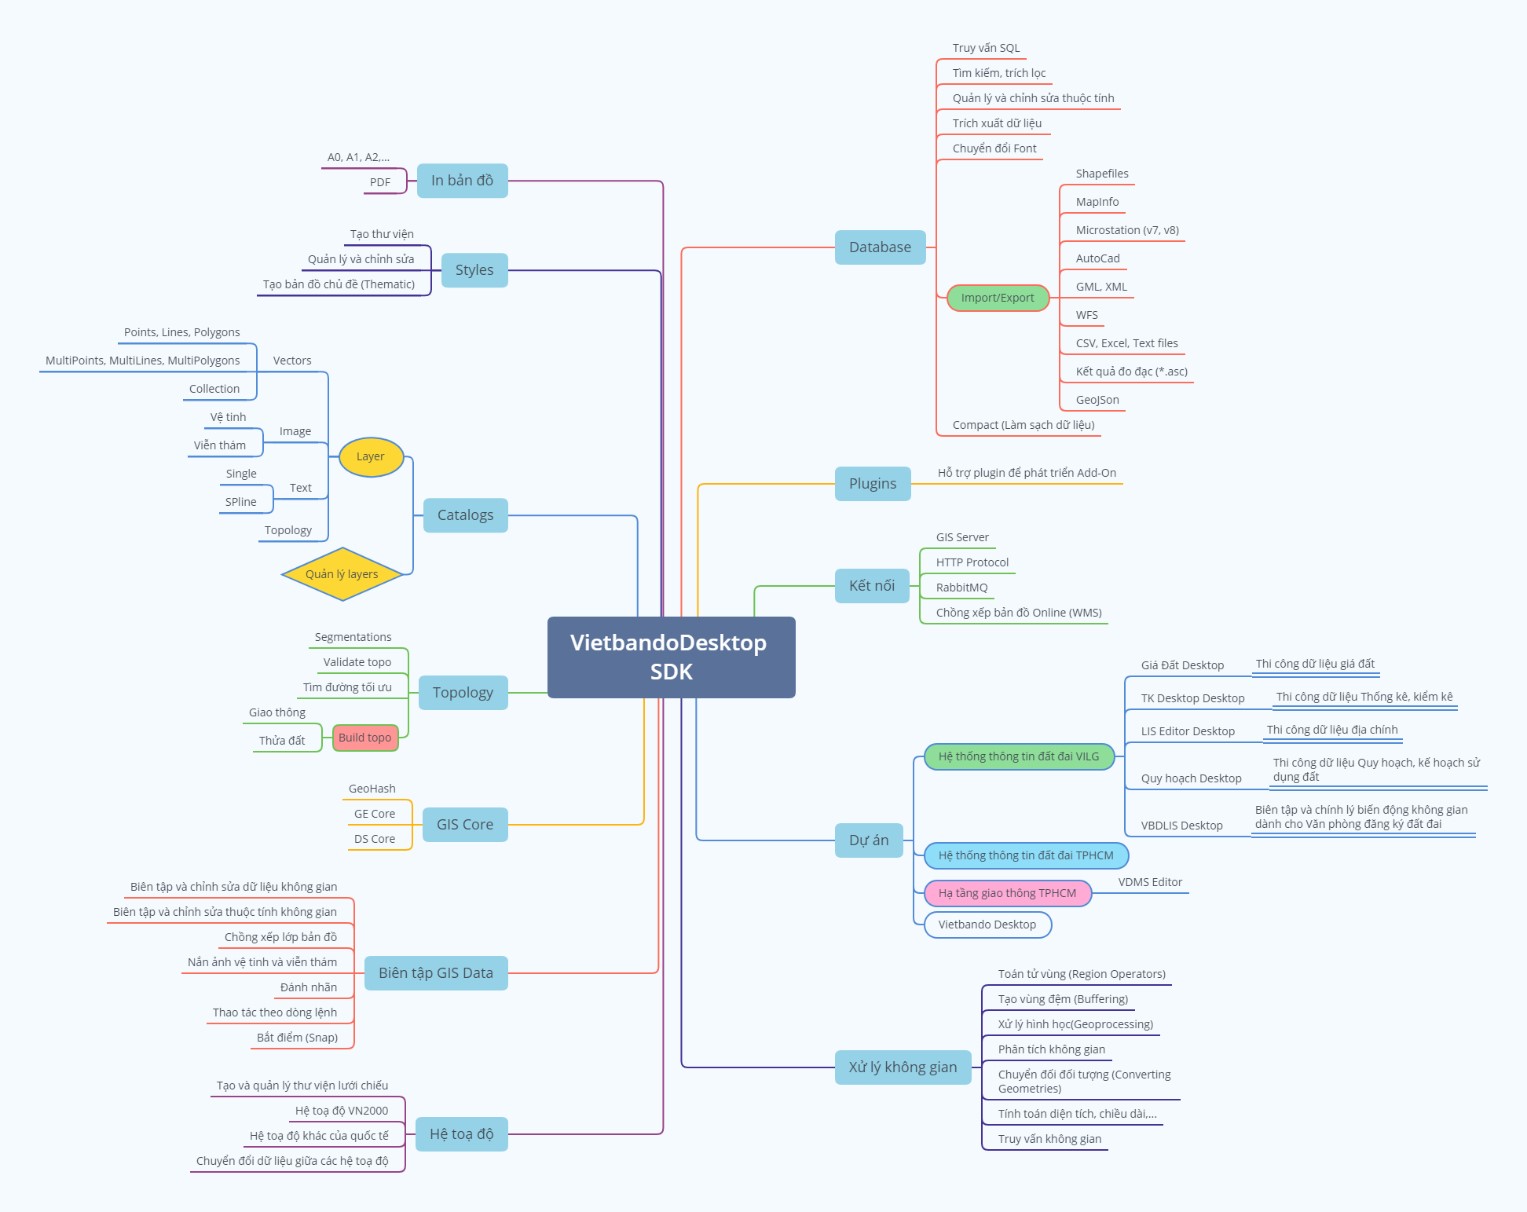 VietbandoDesktop
SDK
In bản đồ
A0, A1, A2,...
PDF
Styles
Tạo thư viện
Quản lý và chỉnh sửa
Tạo bản đồ chủ đề (Thematic)
Catalogs
Layer
Vectors
Points, Lines, Polygons
MultiPoints, MultiLines, MultiPolygons
Collection
Image
Vệ tinh
Viễn thám
Text
Single
SPline
Topology
Quản lý layers
Topology
Segmentations
Validate topo
Tìm đường tối ưu
Build topo
Giao thông
Thửa đất
GIS Core
GeoHash
GE Core
DS Core
Biên tập GIS Data
Biên tập và chỉnh sửa dữ liệu không gian
Biên tập và chỉnh sửa thuộc tính không gian
Chồng xếp lớp bản đồ
Nắn ảnh vệ tinh và viễn thám
Đánh nhãn
Thao tác theo dòng lệnh
Bắt điểm (Snap)
Hệ toạ độ
Tạo và quản lý thư viện lưới chiếu
Hệ toạ độ VN2000
Hệ toạ độ khác của quốc tế
Chuyển đổi dữ liệu giữa các hệ toạ độ
Database
Truy vấn SQL
Tìm kiếm, trích lọc
Quản lý và chỉnh sửa thuộc tính
Trích xuất dữ liệu
Chuyển đổi Font
Import/Export
Shapefiles
MapInfo
Microstation (v7, v8)
AutoCad
GML, XML
WFS
CSV, Excel, Text files
Kết quả đo đạc (*.asc)
GeoJSon
Compact (Làm sạch dữ liệu)
Plugins
Hỗ trợ plugin để phát triển Add-On
Kết nối
GIS Server
HTTP Protocol
RabbitMQ
Chồng xếp bản đồ Online (WMS)
Dự án
Hệ thống thông tin đất đai VILG
Giá Đất Desktop
Thi công dữ liệu giá đất
TK Desktop Desktop
Thi công dữ liệu Thống kê, kiểm kê
LIS Editor Desktop
Thi công dữ liệu địa chính
Quy hoạch Desktop
Thi công dữ liệu Quy hoạch, kế hoạch sử
dụng đất
VBDLIS Desktop
Biên tập và chính lý biến động không gian
dành cho Văn phòng đăng ký đất đai
Hệ thống thông tin đất đai TPHCM
Hạ tầng giao thông TPHCM
VDMS Editor
Vietbando Desktop
Xử lý không gian
Toán tử vùng (Region Operators)
Tạo vùng đệm (Buffering)
Xử lý hình học(Geoprocessing)
Phân tích không gian
Chuyển đổi đối tượng (Converting
Geometries)
Tính toán diện tích, chiều dài,...
Truy vấn không gian